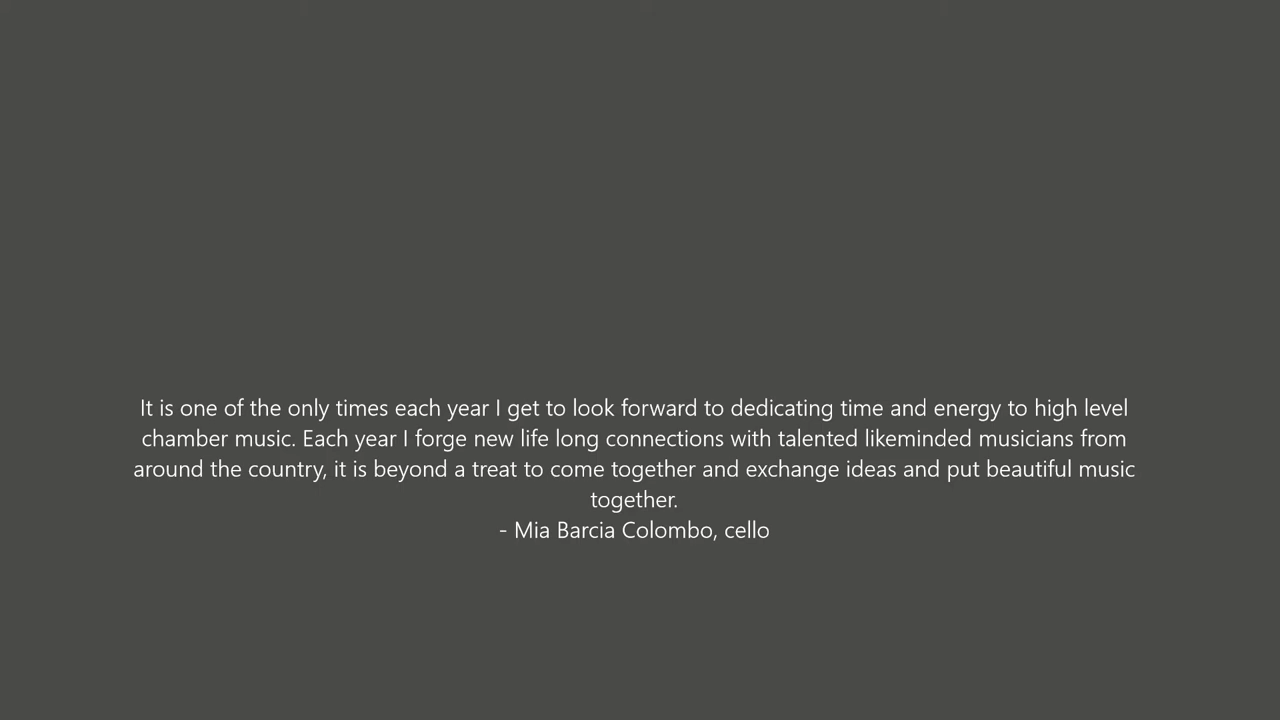 It is one of the only times each year I get to look forward to dedicating time and energy to high level
chamber music. Each year I forge new life long connections with talented likeminded musicians from
around the country, it is beyond a treat to come together and exchange ideas and put beautiful music
together.
- Mia Barcia Colombo, cello